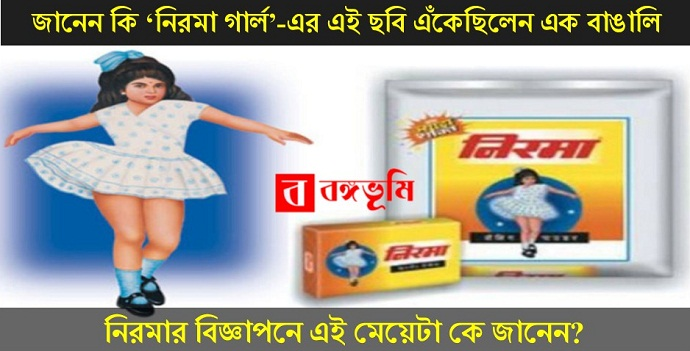 জানেন কি ‘নিরমা গার্ল’-এর এই ছবি এঁকেছিলেন এক বাঙালি
নিরমা
ব বঙ্গভূমি
নিরমা
নিরমার বিজ্ঞাপনে এই মেয়েটা কে জানেন?